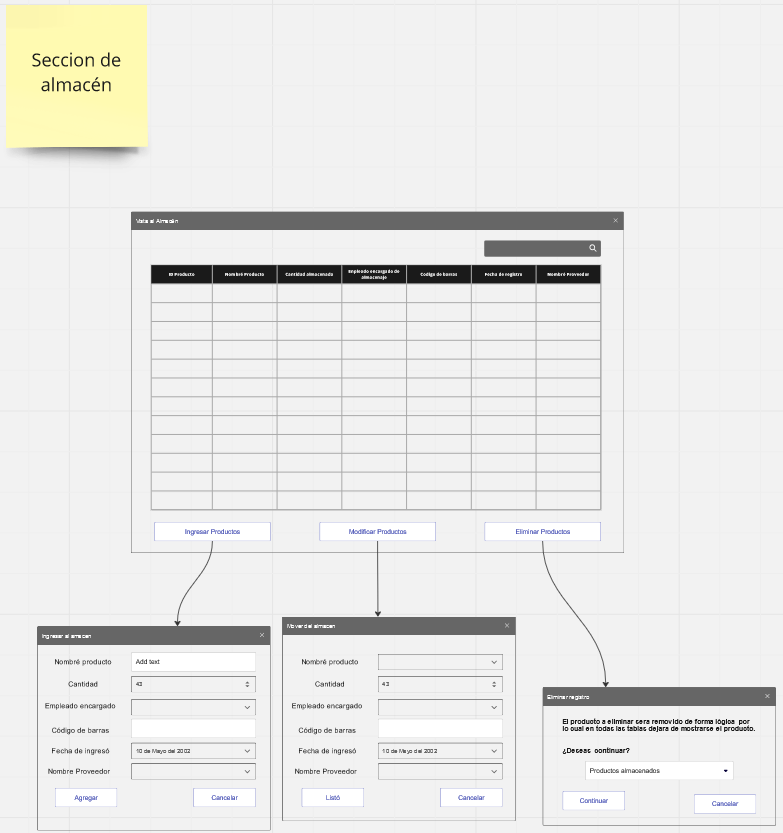 Seccion de
almacén
Vista al Almacén
ID Producto
Nombré Producto
Cantidad almacenada
Empleado encargado de
almacenaje
Codigo de barras
Fecha de registro
Nombré Proveedor
Ingresar Productos
Modificar Productos
Eliminar Productos
Ingresar al almacen
Nombré producto
Add text
Cantidad
43
Empleado encargado
Código de barras
Fecha de ingresó
10 de Mayo del 2002
Nombre Proveedor
Agregar
Cancelar
Mover del almacen
Nombré producto
Cantidad
43
Empleado encargado
Código de barras
Fecha de ingresó
10 de Mayo del 2002
Nombre Proveedor
Listó
Cancelar
Eliminar registro
El producto a eliminar sera removido de forma lógica por
lo cual en todas las tablas dejara de mostrarse el producto.
¿Deseas continuar?
Productos almacenados
Continuar
Cancelar